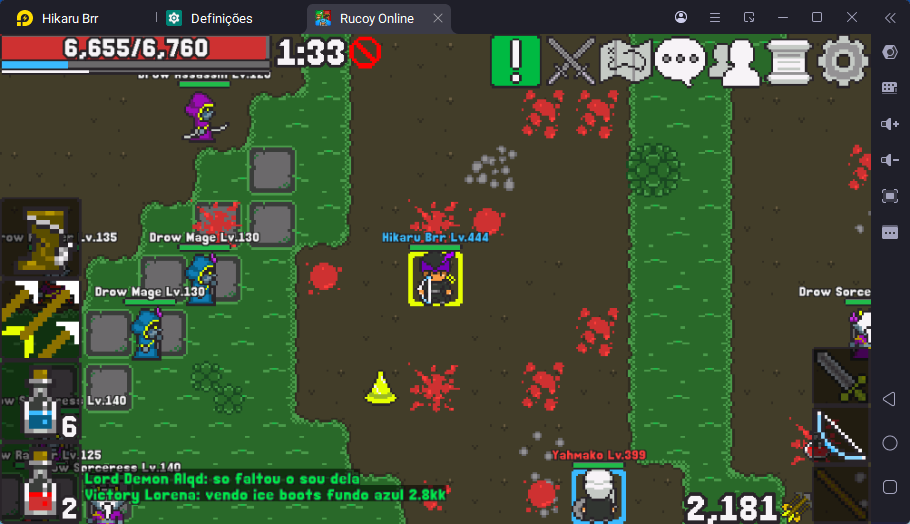 Hikaru Brr
Definições
Rucoy Online
6,655/6,760
1:33
Drow Assassin Lv.120
Lv.135
Drow Mage Lv.130
Hikaru Brr Lv.444
Drow Mage Lv.130
Drow Sorce
Lv.140
6
Lv.125
Sorceress Lv.140
Yahmako Lv.399
Lord Demon Alqd: so faltou o sou dela
Victory Lorena: vendo ice boots fundo azul 2.8kk
2
2,181